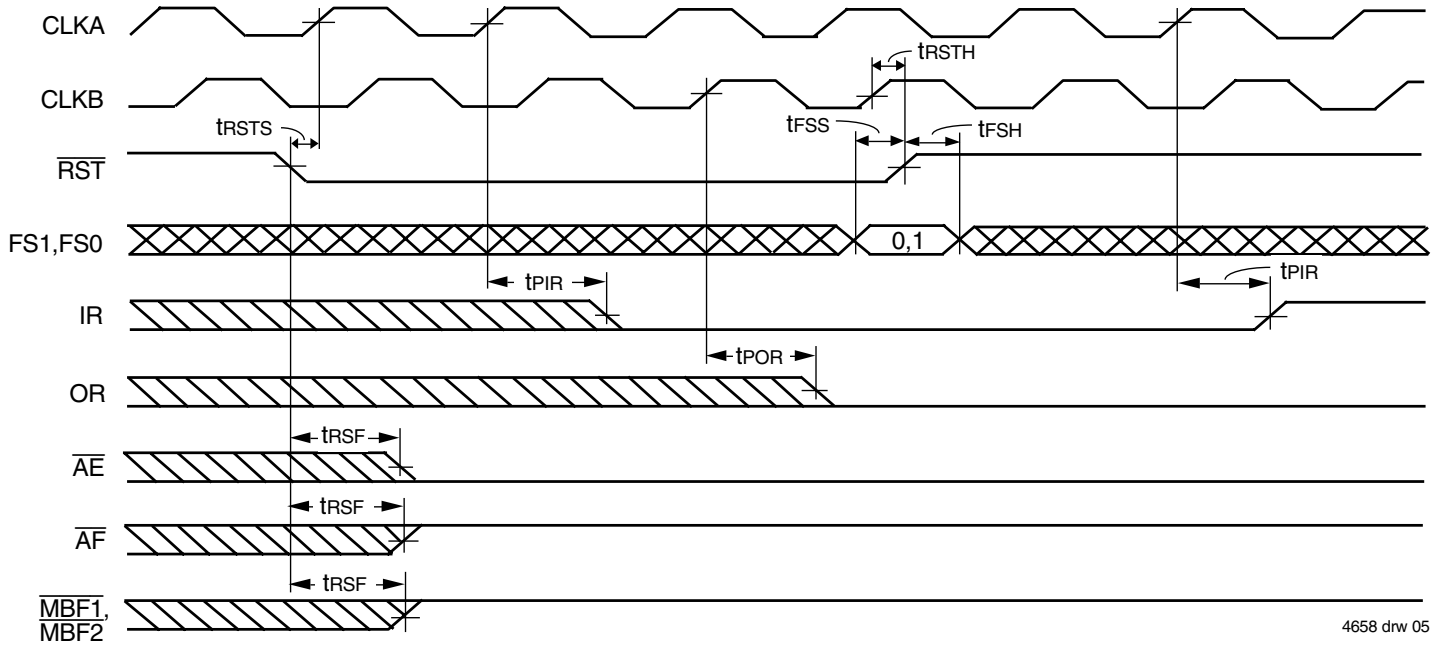 CLKA
tRSTH
CLKB
tRSTS
tFSS
tFSH
RST
FS1,FS0
0,1
tPIR
tPIR
IR
tPOR
OR
tRSF
AE
tRSF
AF
tRSF
MBF1,
MBF2
4658 drw 05